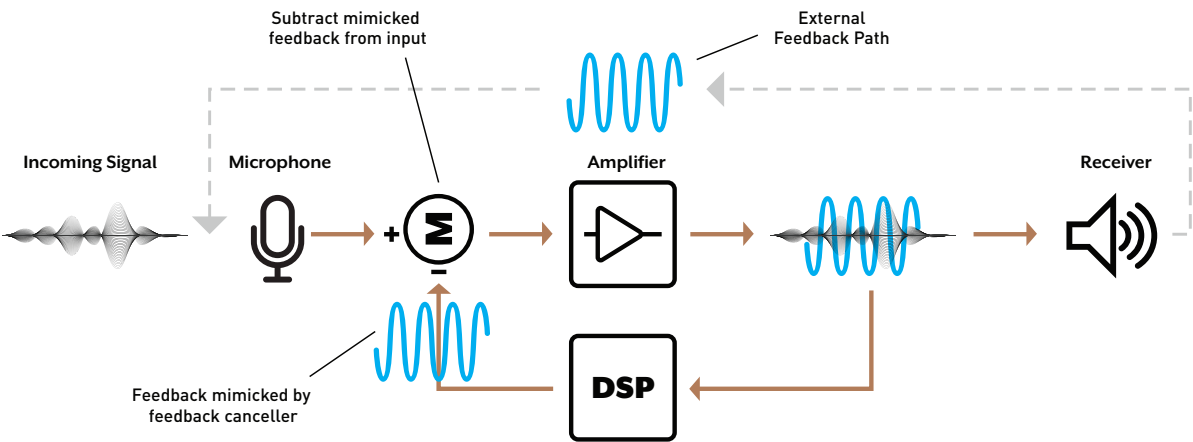 Subtract mimicked
feedback from input
External
Feedback Path
Incoming Signal
Microphone
Amplifier
Receiver
+
M
−
DSP
Feedback mimicked by
feedback canceller